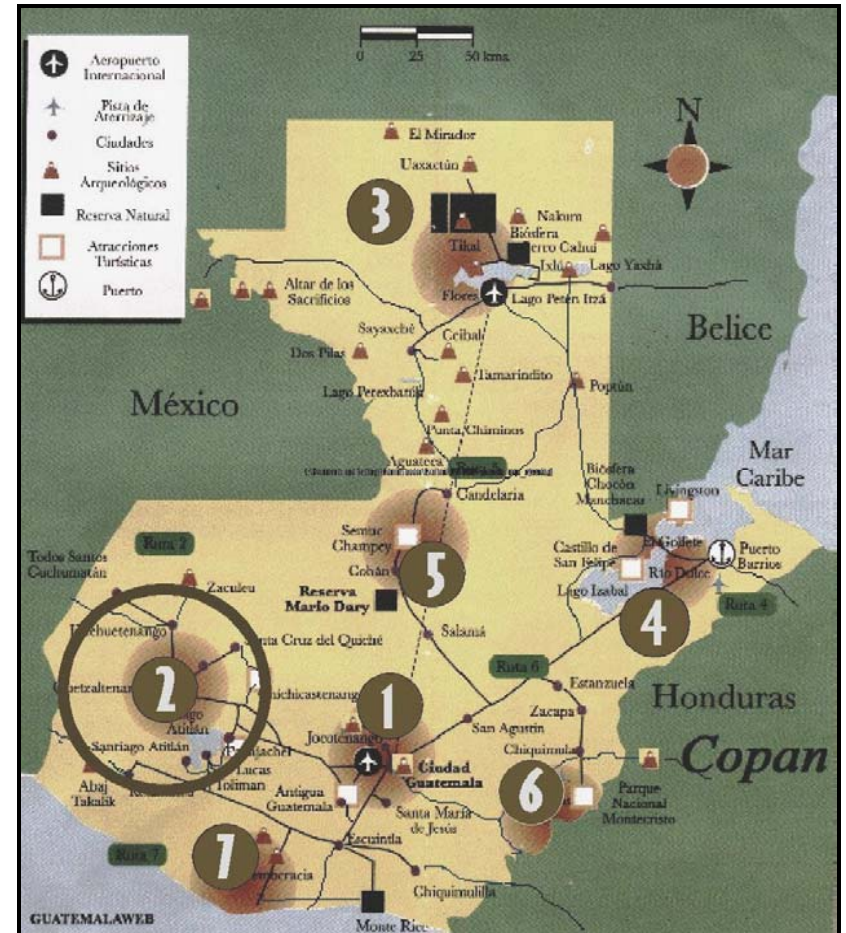 Aeropuerto
Internacional
Pista de
Aterrizaje
Ciudades
Sitios
Arqueológicos
Reserva Natural
Atracciones
Turísticas
Puerto
0 25 50 kms.
N
El Mirador
Uaxactún
3
Nakum
Biósfera
Cerro Cahuí
Tikal
Ixlú
Lago Yaxhá
Flores
Lago Petén Itzá
Altar de los
Sacrificios
Sayaxché
Ceibal
Dos Pilas
Tamarindito
Poptún
Lago Petexbatún
Punta Chiminos
Aguateca
Belice
México
Mar
Caribe
Candelaria
Biósfera
Chocón
Manchacas
Livingston
Semuc
Champey
5
Cobán
Reserva
Mario Dary
Castillo de
San Felipe
El Golfete
Río Dulce
Puerto
Barrios
Lago Izabal
4
Ruta 4
Ruta 2
Todos Santos
Cuchumatán
Zaculeu
Huehuetenango
Santa Cruz del Quiché
Salamá
2
Chichicastenango
Ruta 6
Estanzuela
Zacapa
San Agustín
Chiquimula
Honduras
Copan
1
Jocotenango
Ciudad
Guatemala
Atitlán
Santiago Atitlán
Panajachel
Lucas
Toliman
Abaj
Takalik
Antigua
Guatemala
Santa María
de Jesús
6
Parque
Nacional
Montecristo
Ruta 7
7
Escuintla
Chiquimulilla
Monte Rico
GUATEMALAWEB